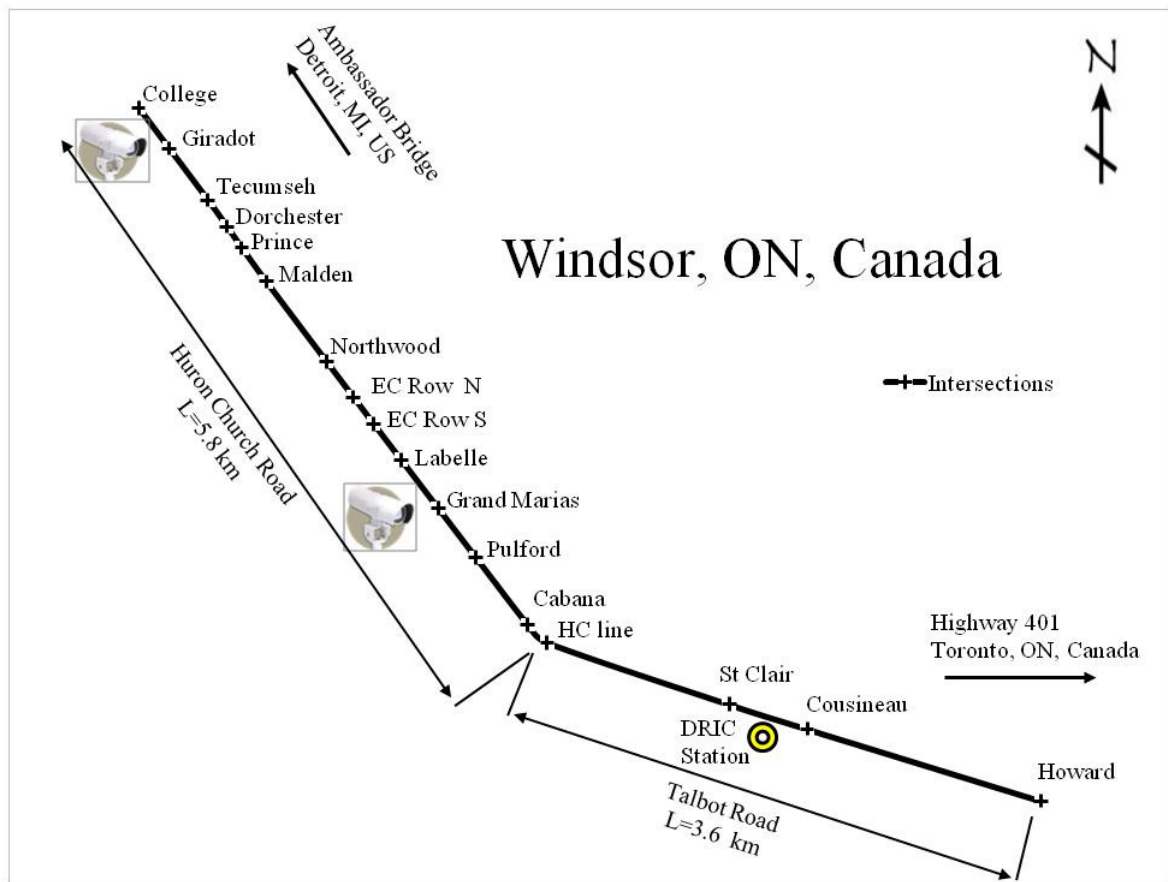 Ambassador Bridge
Detroit, MI, US
N
College
Giradot
Tecumseh
Dorchester
Prince
Malden
Windsor, ON, Canada
Northwood
EC Row N
EC Row S
Labelle
Grand Marias
Pulford
Intersections
Huron Church Road
L=5.8 km
Cabana
HC line
Highway 401
Toronto, ON, Canada
St Clair
Cousineau
DRIC
Station
Howard
Talbot Road
L=3.6 km